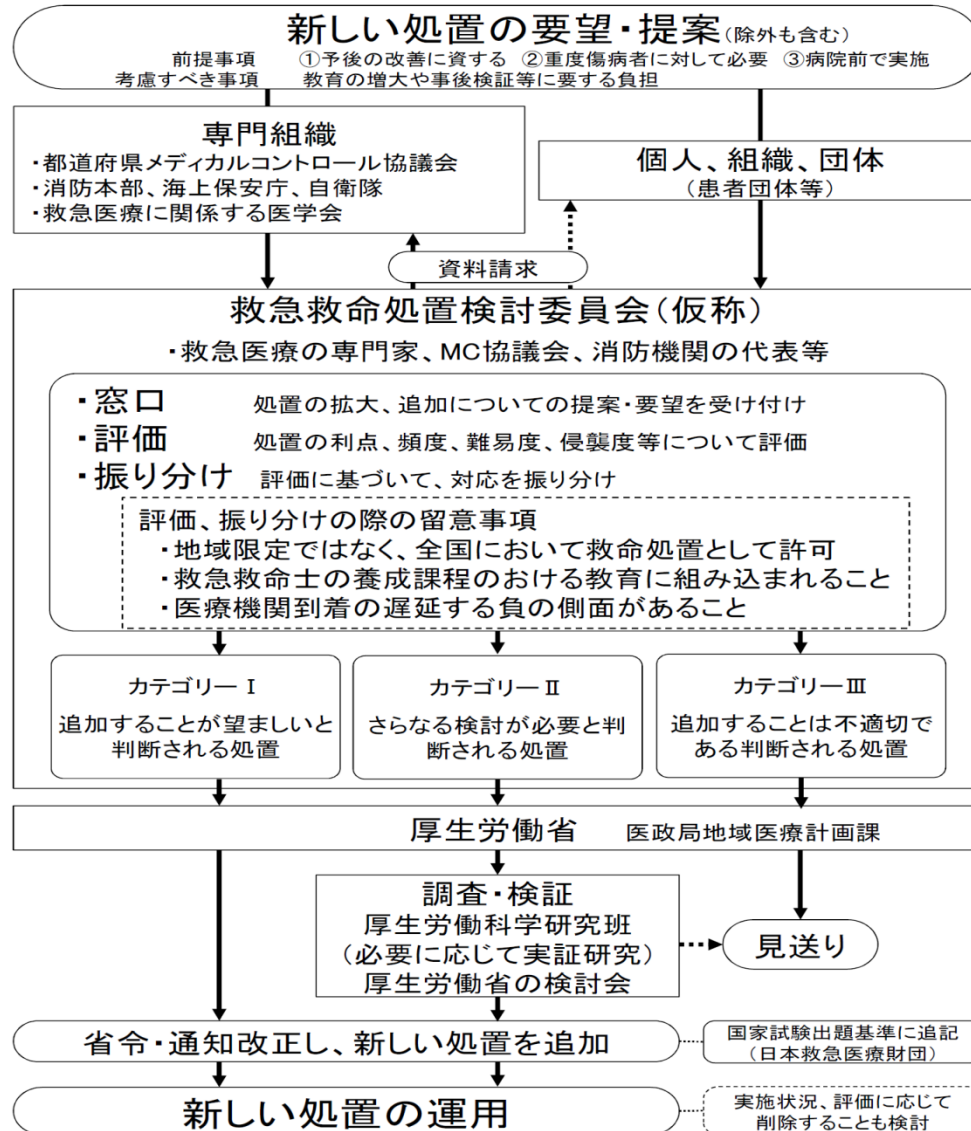 新しい処置の要望・提案(除外も含む)
前提事項 ①予後の改善に資する ②重度傷病者に対して必要 ③病院前で実施
考慮すべき事項 教育の増大や事後検証等に要する負担
専門組織
・都道府県メディカルコントロール協議会
・消防本部、海上保安庁、自衛隊
・救急医療に関係する医学会
個人、組織、団体
(患者団体等)
資料請求
救急救命処置検討委員会(仮称)
・救急医療の専門家、MC協議会、消防機関の代表等
・窓口 処置の拡大、追加についての提案・要望を受け付け
・評価 処置の利点、頻度、難易度、侵襲度等について評価
・振り分け 評価に基づいて、対応を振り分け
評価、振り分けの際の留意事項
・地域限定ではなく、全国において救命処置として許可
・救急救命士の養成課程のおける教育に組み込まれること
・医療機関到着の遅延する負の側面があること
カテゴリーⅠ
追加することが望ましいと
判断される処置
カテゴリーⅡ
さらなる検討が必要と判
断される処置
カテゴリーⅢ
追加することは不適切で
ある判断される処置
厚生労働省 医政局地域医療計画課
調査・検証
厚生労働科学研究班
(必要に応じて実証研究)
厚生労働省の検討会
見送り
省令・通知改正し、新しい処置を追加
国家試験出題基準に追記
(日本救急医療財団)
新しい処置の運用
実施状況、評価に応じて
削除することも検討